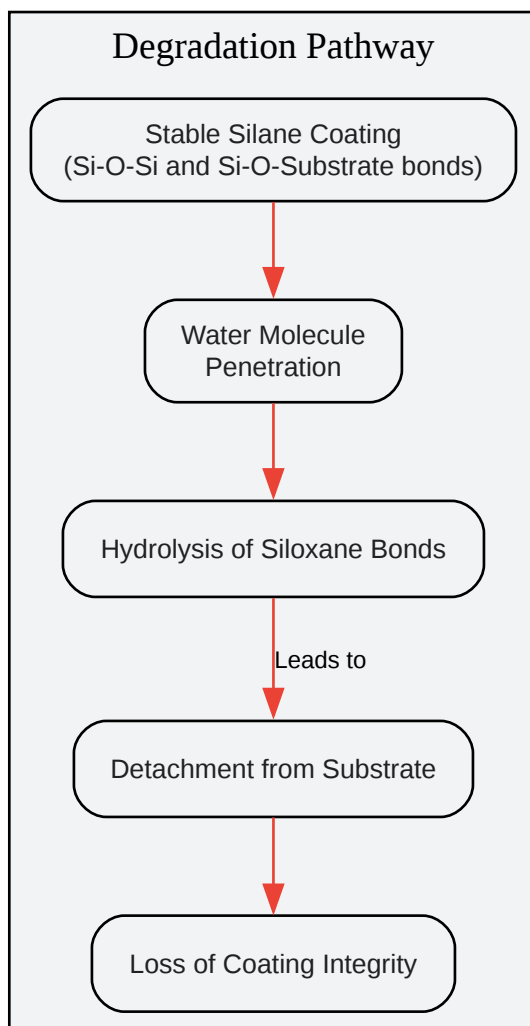 Degradation Pathway
Stable Silane Coating
(Si-O-Si and Si-O-Substrate bonds)
Water Molecule
Penetration
Hydrolysis of Siloxane Bonds
Leads to
Detachment from Substrate
Loss of Coating Integrity